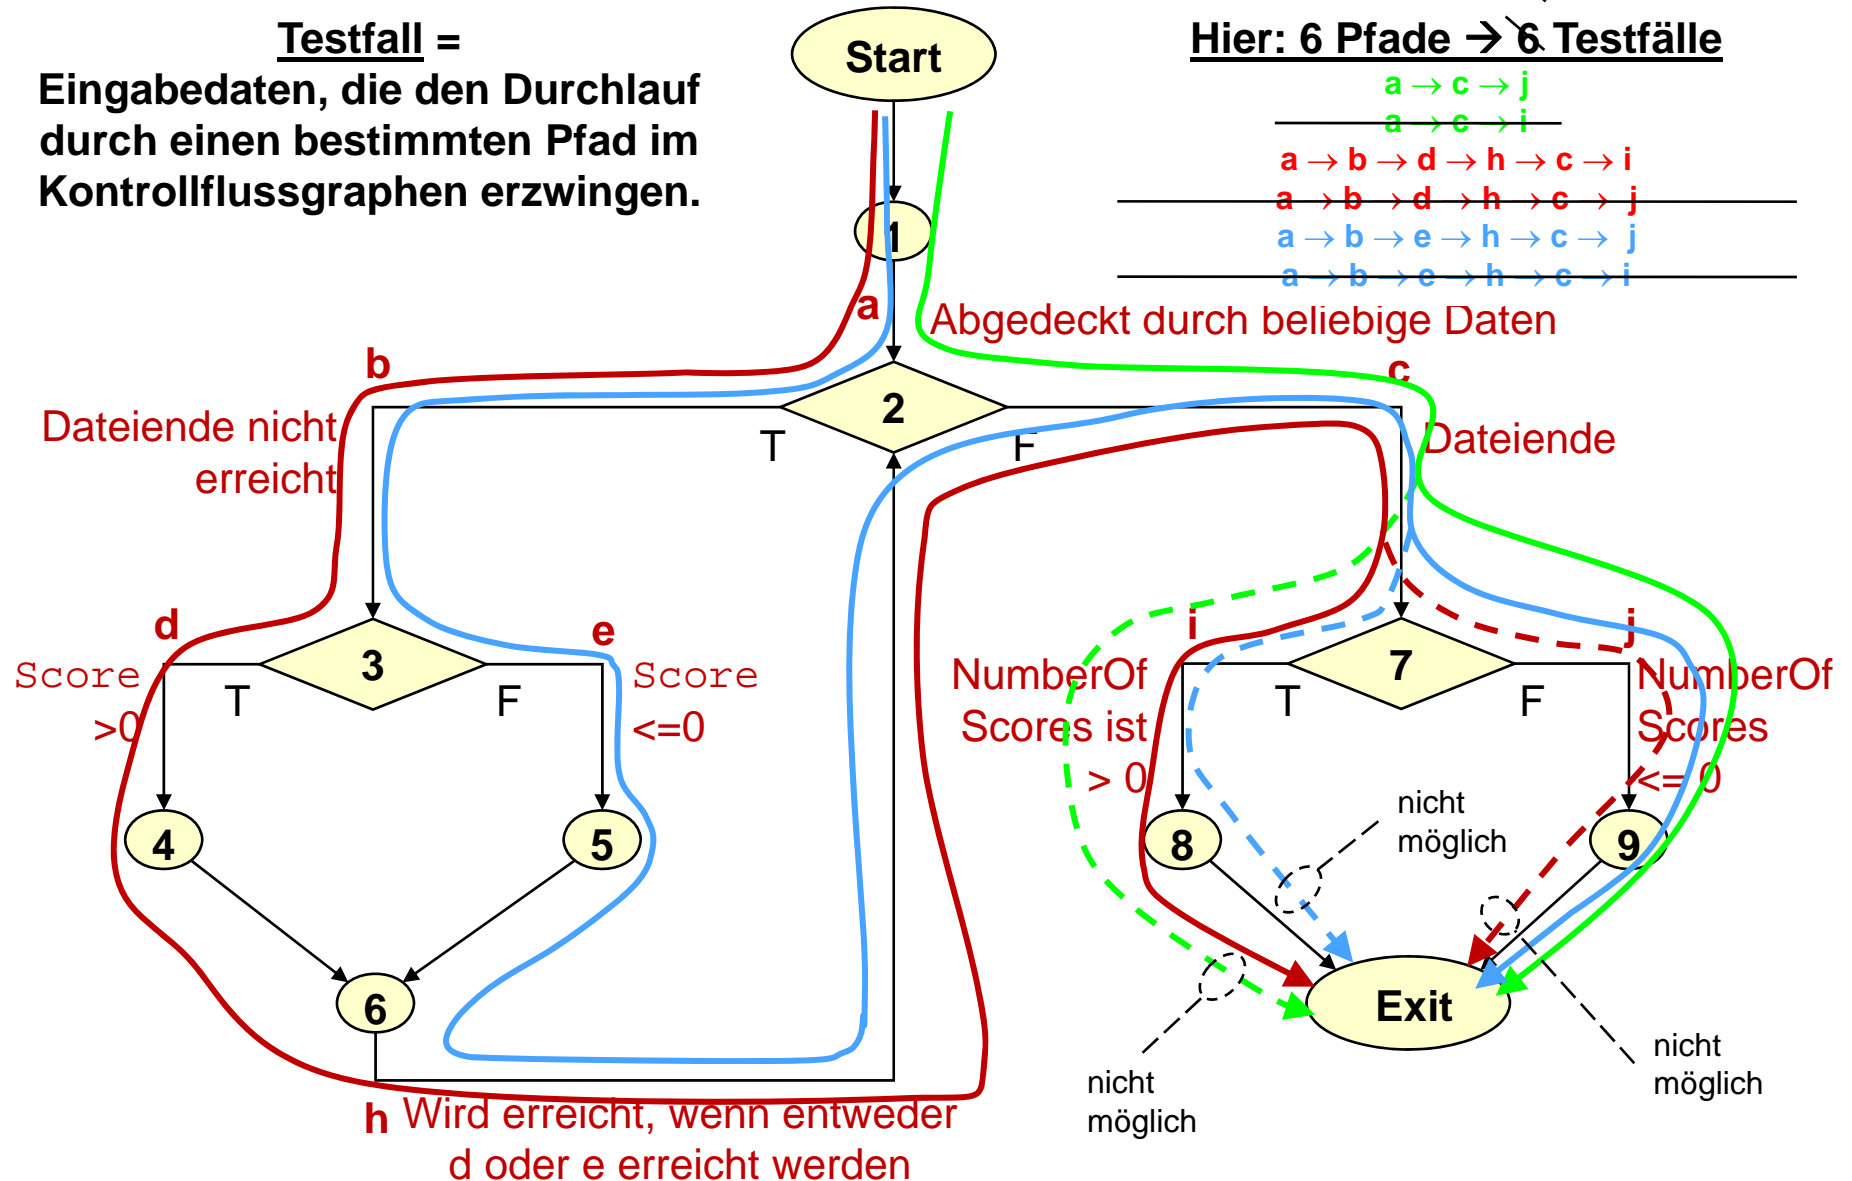 Testfall =
Eingabedaten, die den Durchlauf
durch einen bestimmten Pfad im
Kontrollflussgraphen erzwingen.
Start
Hier: 6 Pfade → 6 Testfälle
a → c → j
a → c → i
a → b → d → h → c → i
a → b → d → h → c → j
a → b → e → h → c → j
a → b → e → h → c → i
1
a
Abgedeckt durch beliebige Daten
b
c
2
T
F
Dateiende nicht
erreicht
Dateiende
d
e
i
j
3
T
F
Score
>0
Score
<=0
7
T
F
NumberOf
Scores ist
> 0
NumberOf
Scores
<= 0
nicht
möglich
4
5
8
9
6
Exit
nicht
möglich
nicht
möglich
h
Wird erreicht, wenn entweder
d oder e erreicht werden